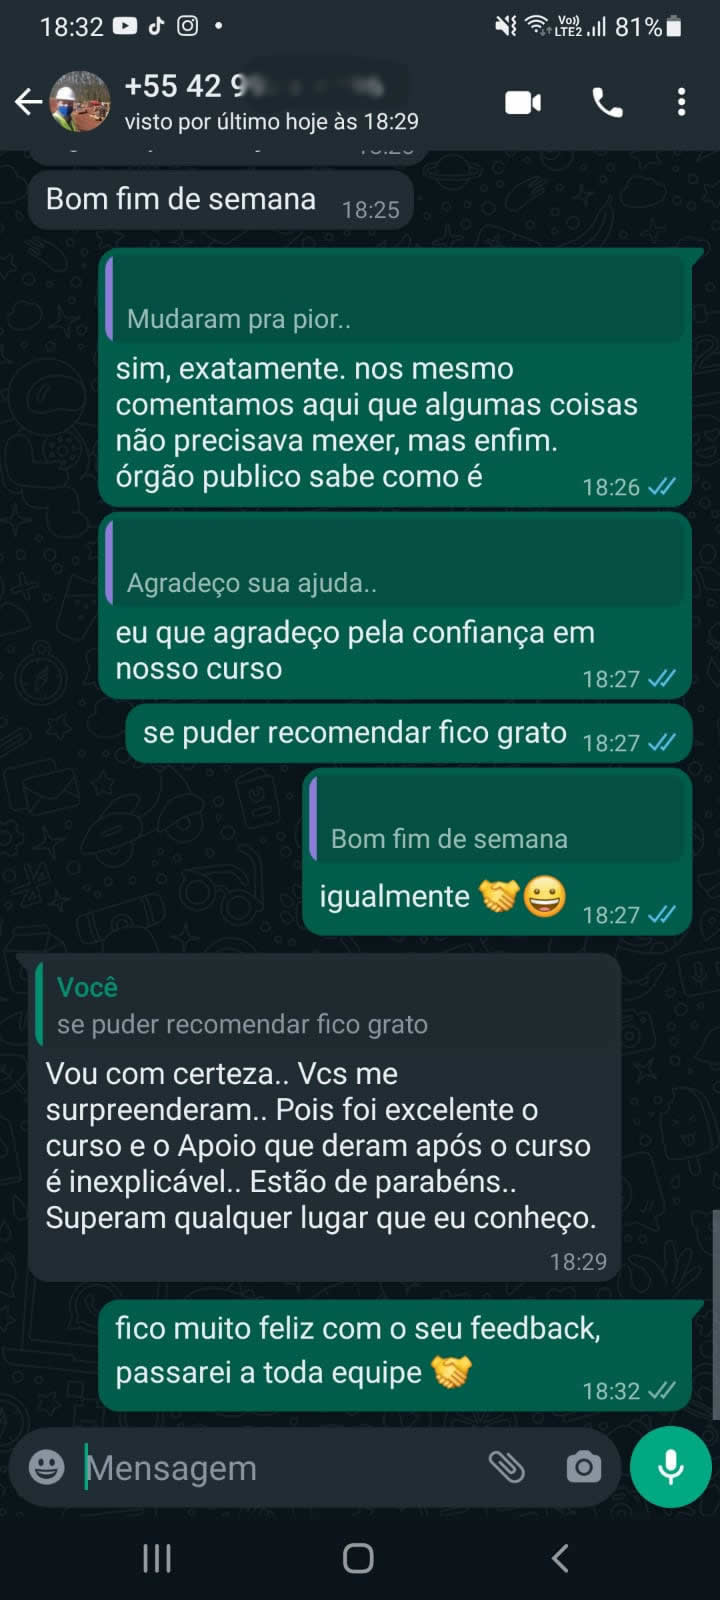 18:32
Vo))
LTE2
81%
+55 42 9
visto por último hoje às 18:29
Bom fim de semana
18:25
Mudaram pra pior..
sim, exatamente. nos mesmo
comentamos aqui que algumas coisas
não precisava mexer, mas enfim.
órgão publico sabe como é
18:26
Agradeço sua ajuda..
eu que agradeço pela confiança em
nosso curso
18:27
se puder recomendar fico grato
18:27
Bom fim de semana
igualmente 🤝😀
18:27
Você
se puder recomendar fico grato
Vou com certeza.. Vcs me
surpreenderam.. Pois foi excelente o
curso e o Apoio que deram após o curso
é inexplicável.. Estão de parabéns..
Superam qualquer lugar que eu conheço.
18:29
fico muito feliz com o seu feedback,
passarei a toda equipe 🤝
18:32
Mensagem